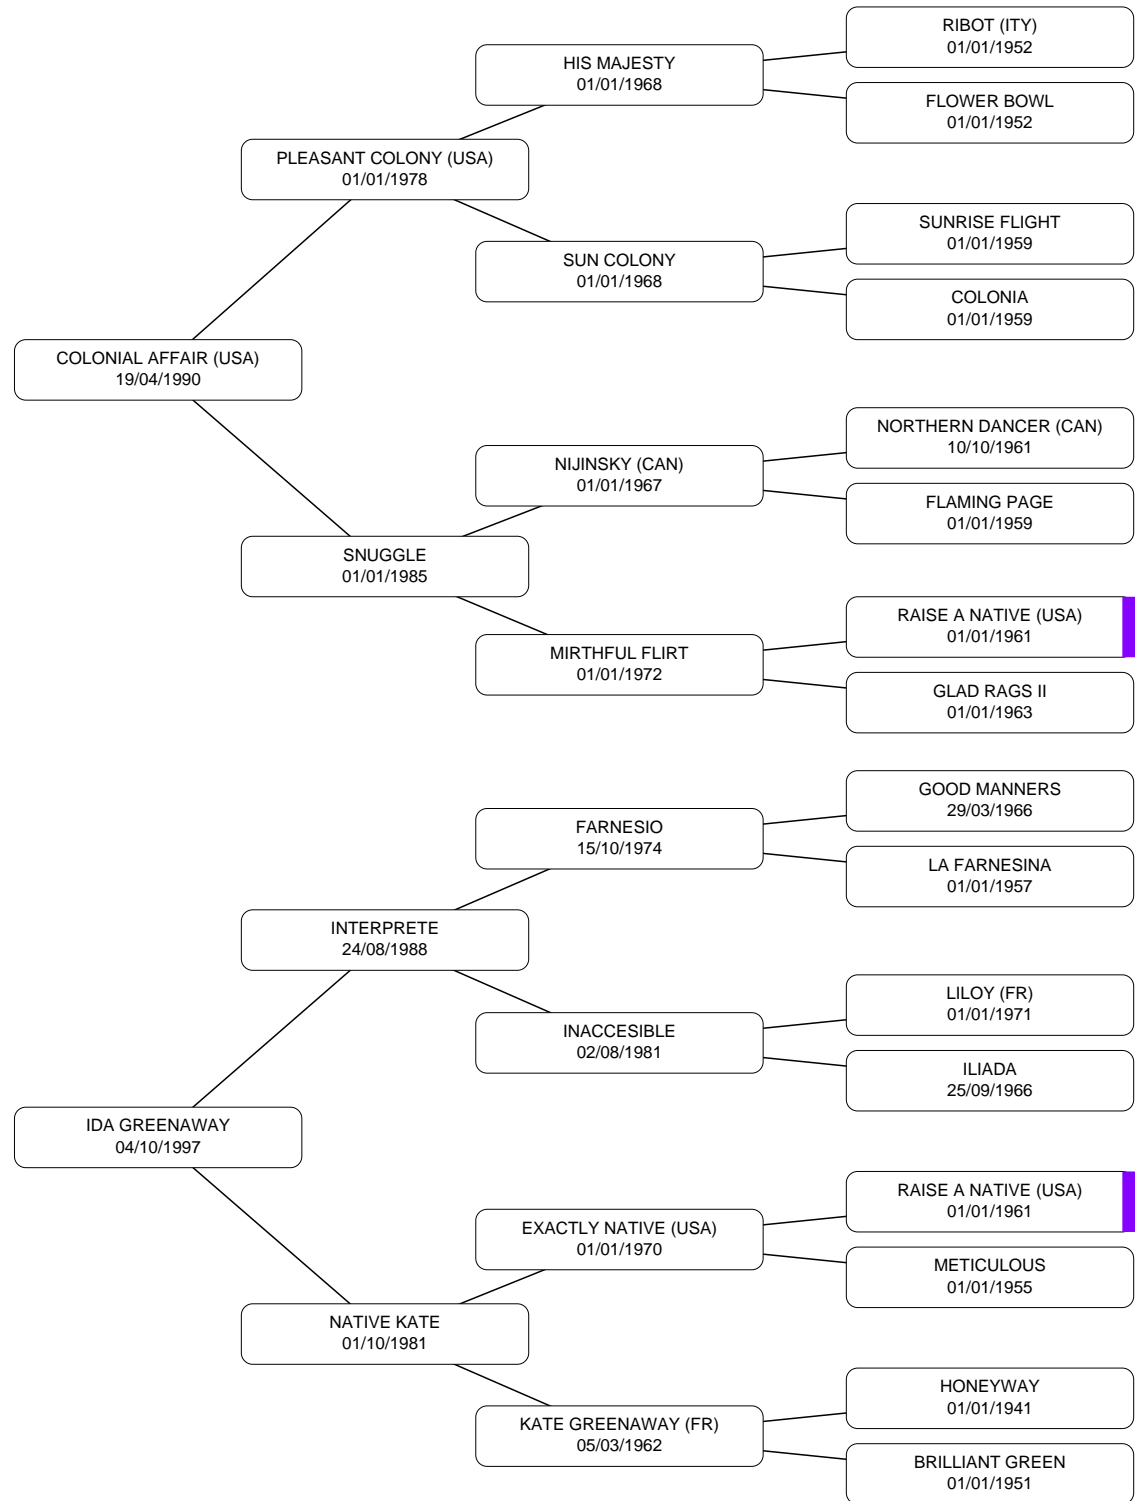 RIBOT (ITY)
01/01/1952
HIS MAJESTY
01/01/1968
FLOWER BOWL
01/01/1952
PLEASANT COLONY (USA)
01/01/1978
SUNRISE FLIGHT
01/01/1959
SUN COLONY
01/01/1968
COLONIA
01/01/1959
COLONIAL AFFAIR (USA)
19/04/1990
NORTHERN DANCER (CAN)
10/10/1961
NIJINSKY (CAN)
01/01/1967
FLAMING PAGE
01/01/1959
SNUGGLE
01/01/1985
RAISE A NATIVE (USA)
01/01/1961
MIRTHFUL FLIRT
01/01/1972
GLAD RAGS II
01/01/1963
GOOD MANNERS
29/03/1966
FARNESIO
15/10/1974
LA FARNESINA
01/01/1957
INTERPRETE
24/08/1988
LILOY (FR)
01/01/1971
INACCESIBLE
02/08/1981
ILIADA
25/09/1966
IDA GREENAWAY
04/10/1997
RAISE A NATIVE (USA)
01/01/1961
EXACTLY NATIVE (USA)
01/01/1970
METICULOUS
01/01/1955
NATIVE KATE
01/10/1981
HONEYWAY
01/01/1941
KATE GREENAWAY (FR)
05/03/1962
BRILLIANT GREEN
01/01/1951